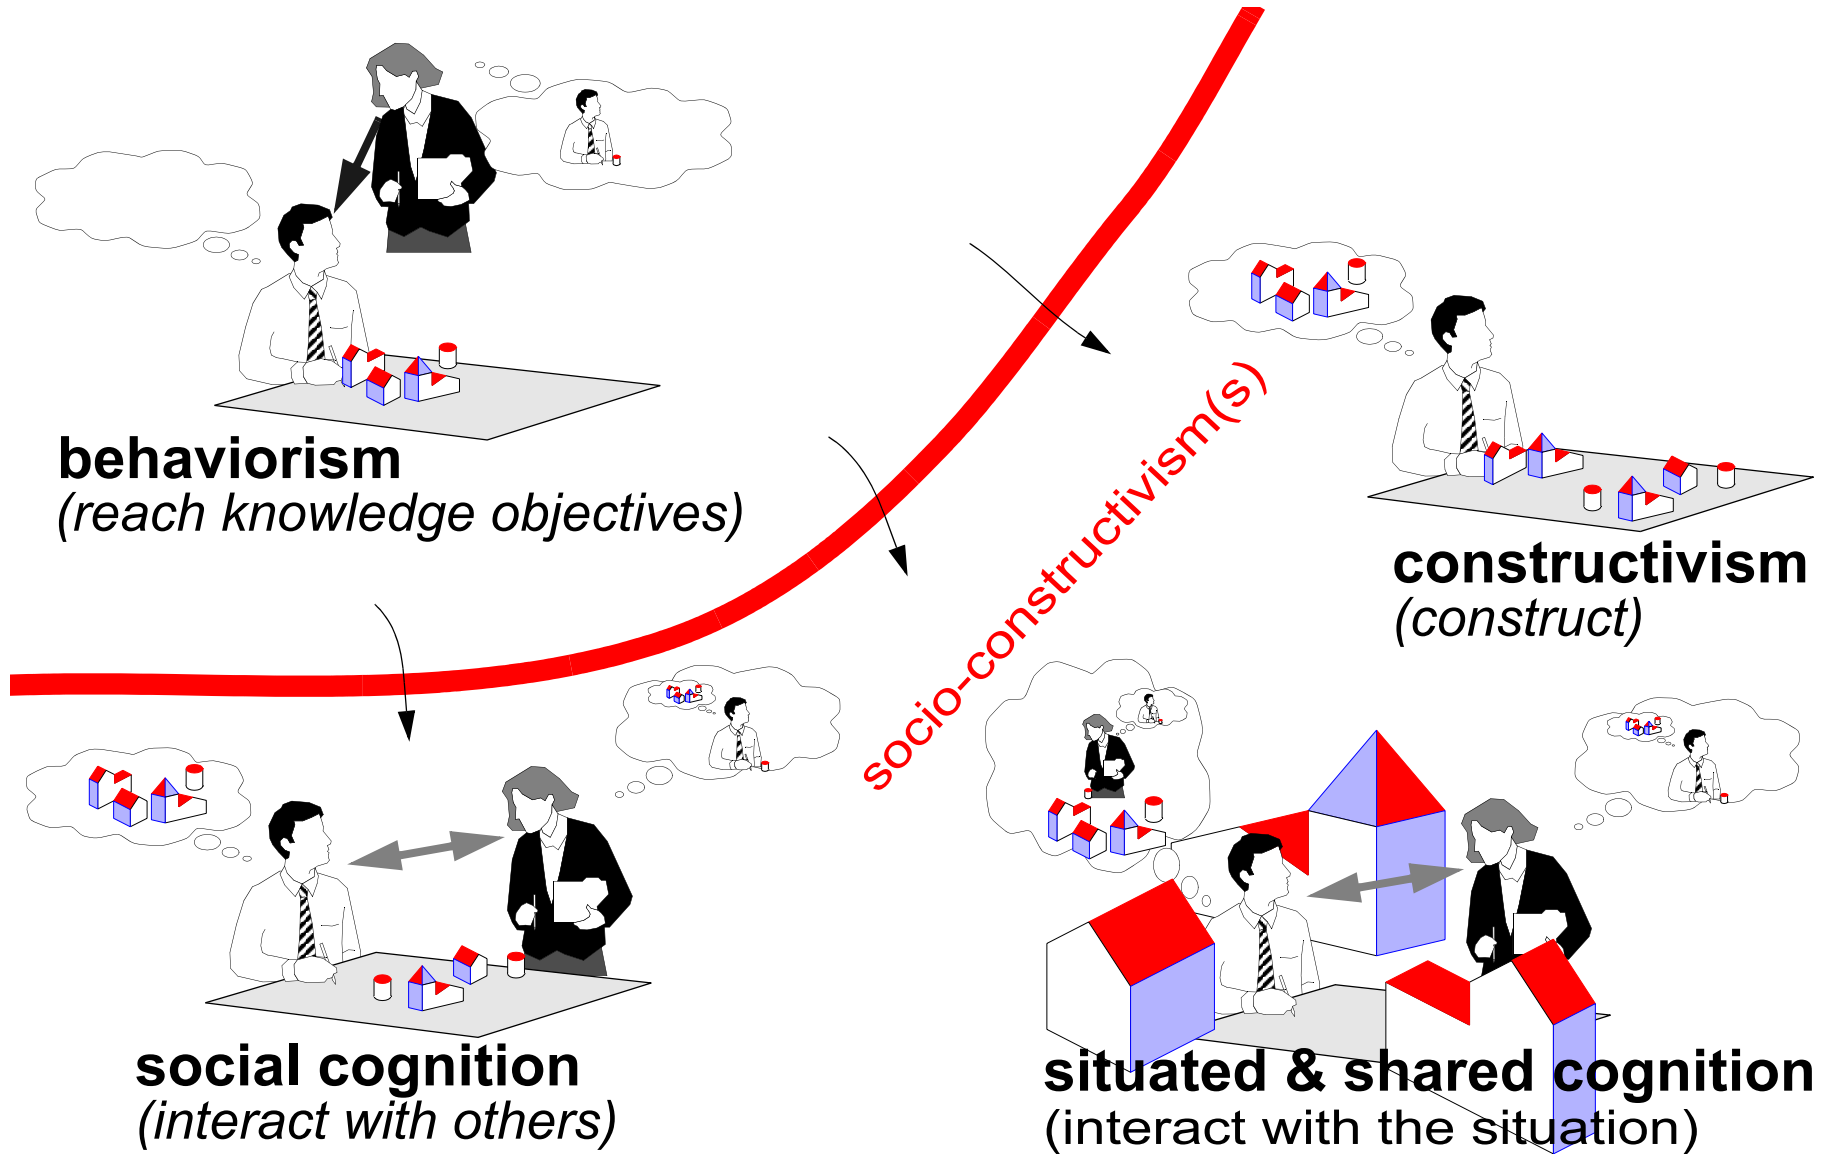 behaviorism
(reach knowledge objectives)
socio-constructivism(s)
constructivism
(construct)
social cognition
(interact with others)
situated & shared cognition
(interact with the situation)